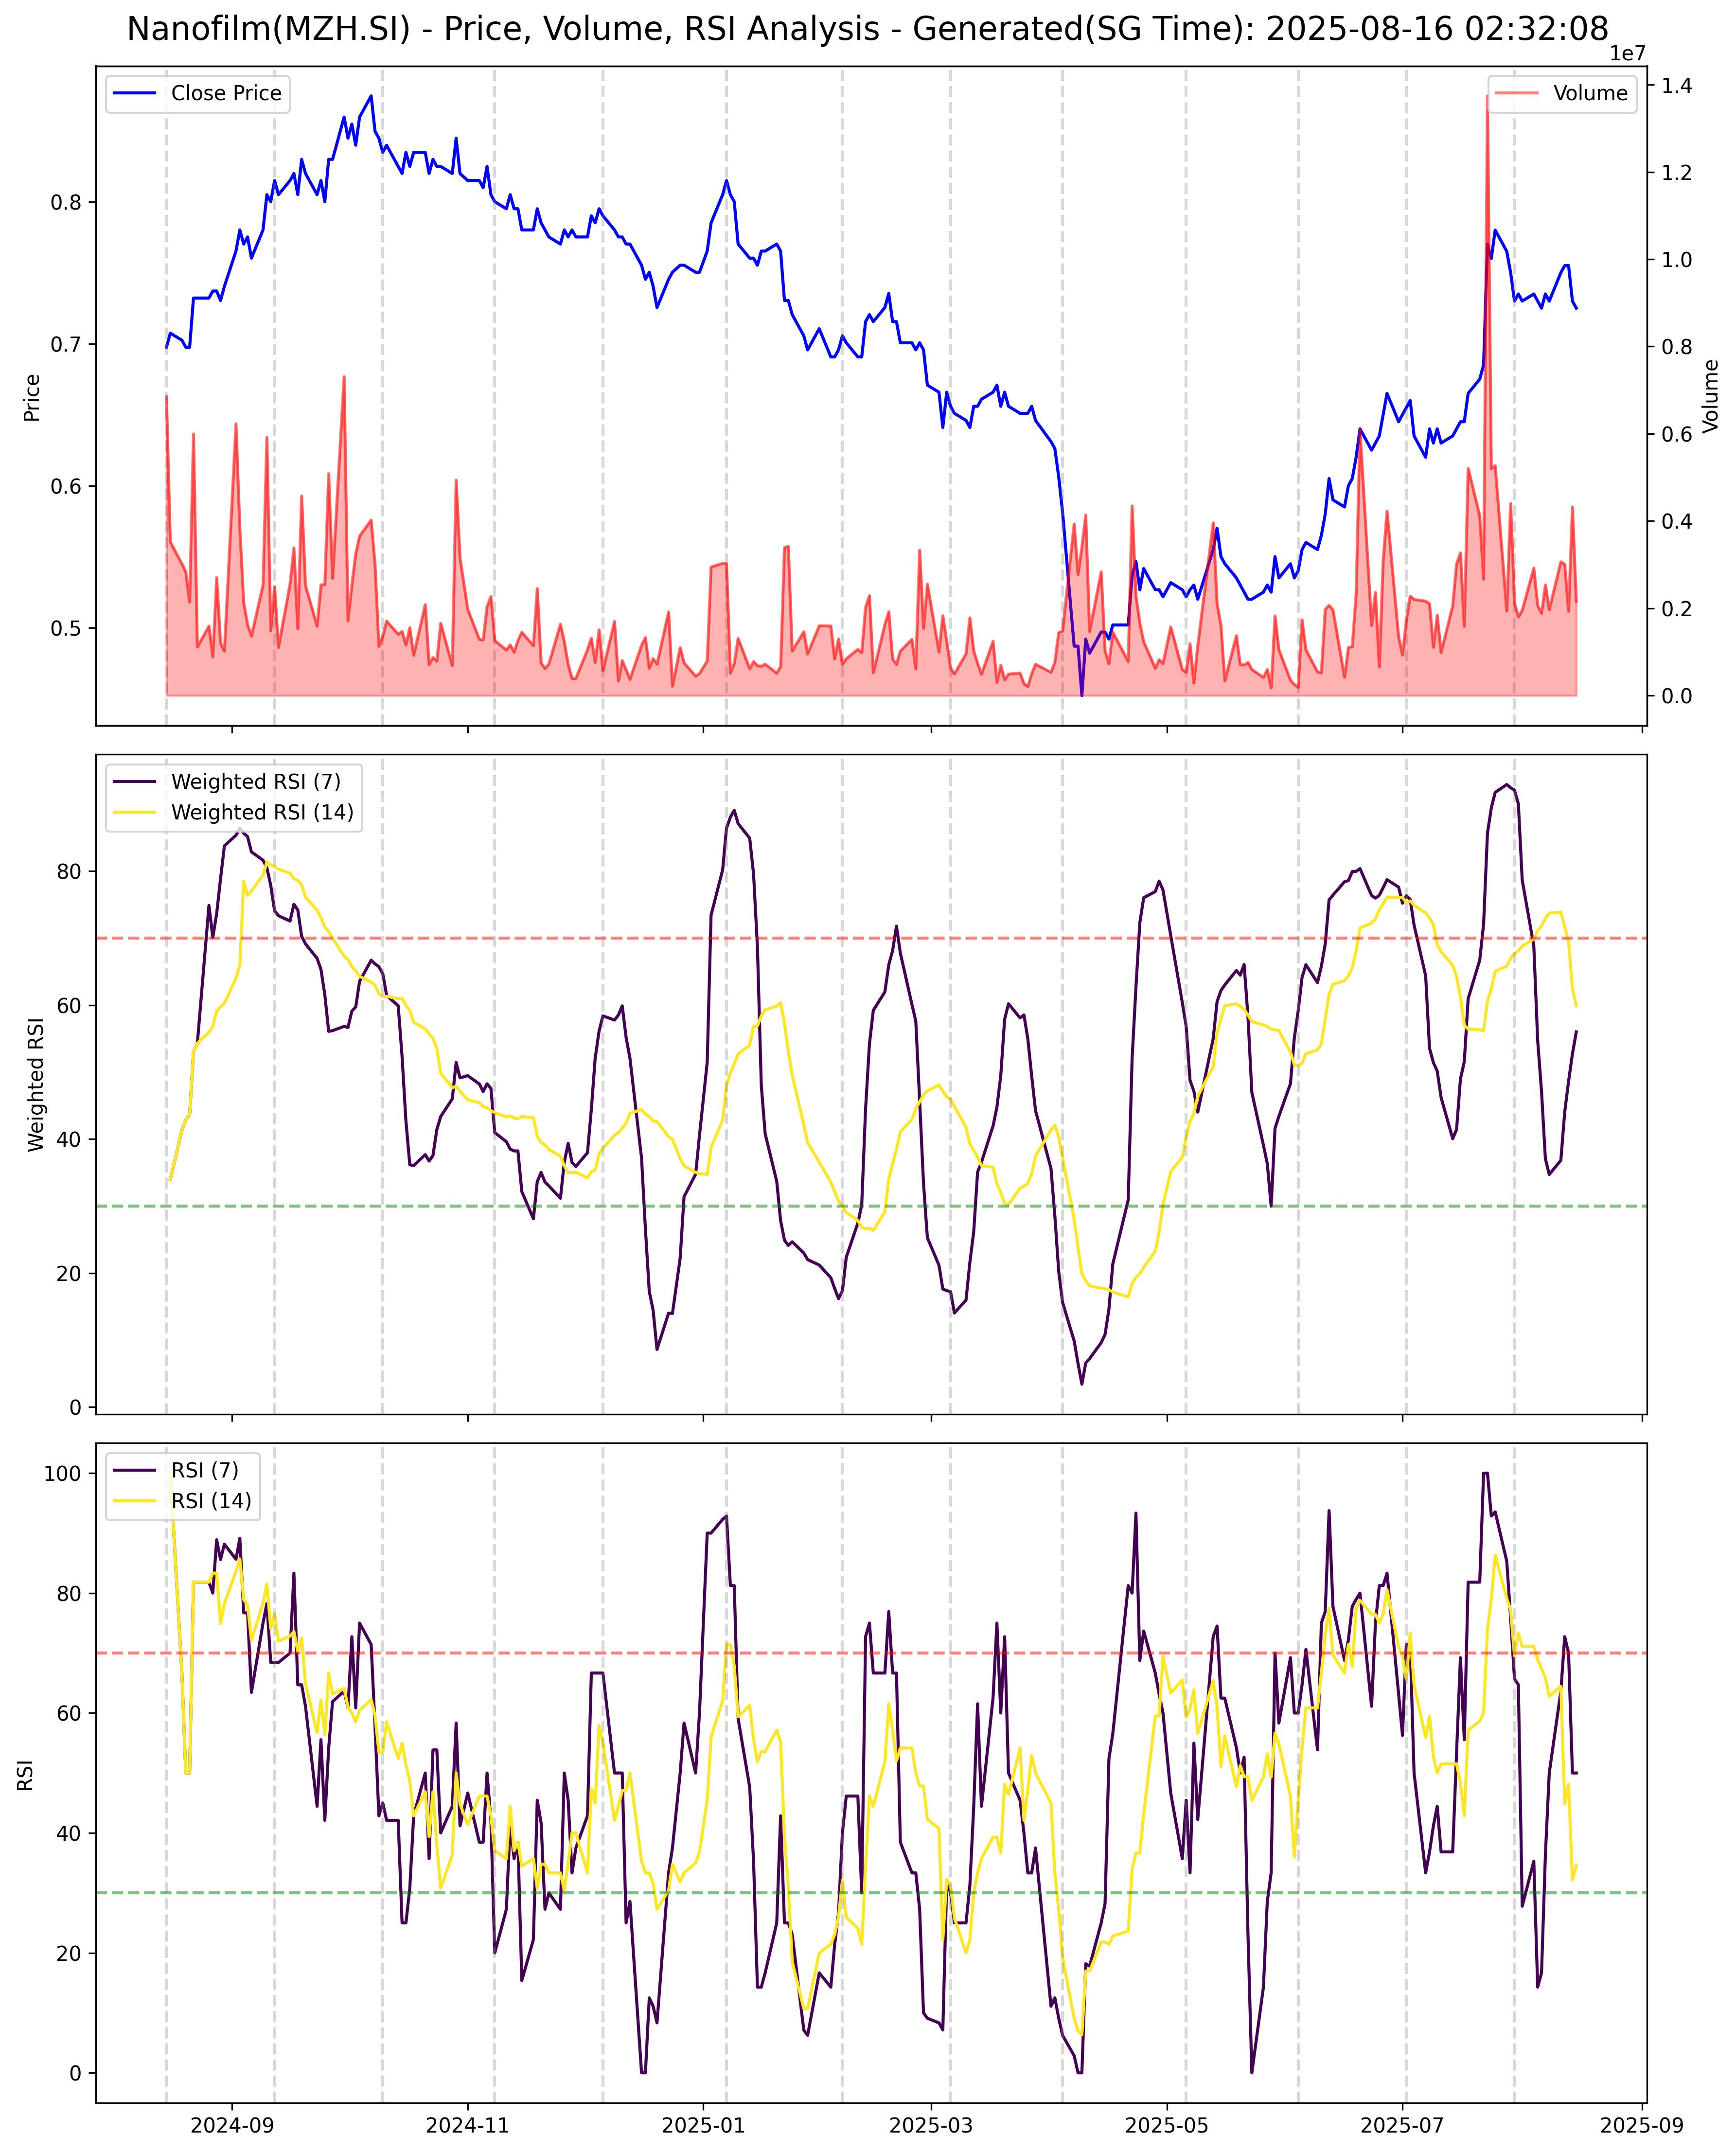 Nanofilm(MZH.SI) - Price, Volume, RSI Analysis - Generated(SG Time): 2025-08-16 02:32:08
1e7
Close Price
Volume
1.4
1.2
1.0
0.8
0.6
0.4
0.2
0.0
0.8
0.7
0.6
0.5
Price
Volume
Weighted RSI (7)
Weighted RSI (14)
80
60
40
20
0
Weighted RSI
RSI (7)
RSI (14)
100
80
60
40
20
0
RSI
2024-09
2024-11
2025-01
2025-03
2025-05
2025-07
2025-09